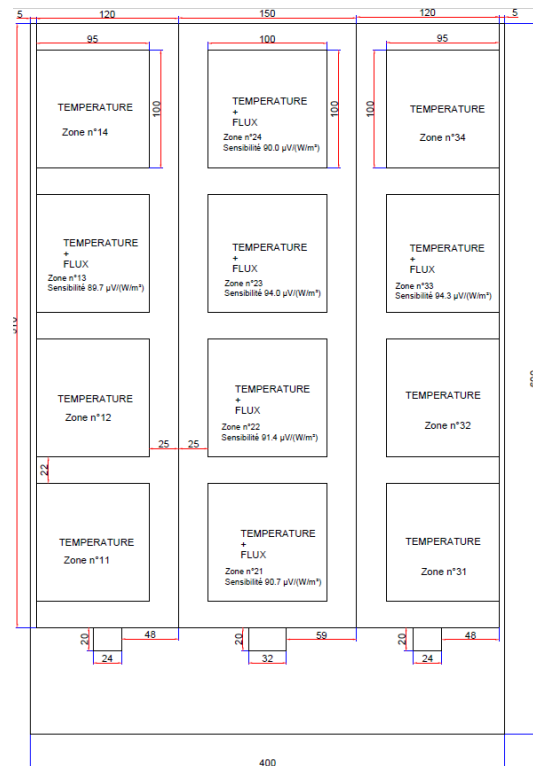 5 120 150 120 5
95 100 95
TEMPERATURE
Zone n°14
100
TEMPERATURE
+
FLUX
Zone n°24
Sensibilité 90.0 µV/(W/m²)
100
100
TEMPERATURE
Zone n°34
TEMPERATURE
+
FLUX
Zone n°13
Sensibilité 89.7 µV/(W/m²)
TEMPERATURE
+
FLUX
Zone n°23
Sensibilité 94.0 µV/(W/m²)
TEMPERATURE
+
FLUX
Zone n°33
Sensibilité 94.3 µV/(W/m²)
TEMPERATURE
Zone n°12
TEMPERATURE
+
FLUX
Zone n°22
Sensibilité 91.4 µV/(W/m²)
TEMPERATURE
Zone n°32
25 25
22
TEMPERATURE
Zone n°11
TEMPERATURE
+
FLUX
Zone n°21
Sensibilité 90.7 µV/(W/m²)
TEMPERATURE
Zone n°31
20 48 20 59 20 48
24 32 24
400